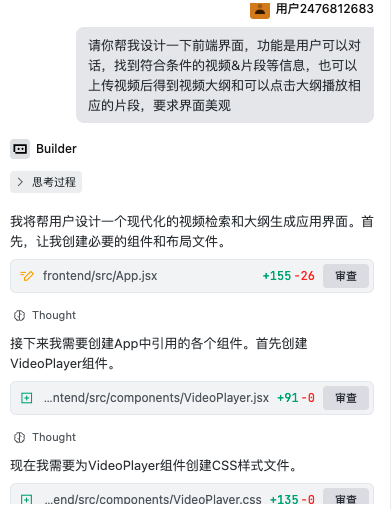 用户2476812683
请你帮我设计一下前端界面，功能是用户可以对
话，找到符合条件的视频&片段等信息，也可以
上传视频后得到视频大纲和可以点击大纲播放相
应的片段，要求界面美观
Builder
思考过程
我将帮用户设计一个现代化的视频检索和大纲生成应用界面。首
先，让我创建必要的组件和布局文件。
frontend/src/App.jsx +155 -26 审查
Thought
接下来我需要创建App中引用的各个组件。首先创建
VideoPlayer组件。
...ntend/src/components/VideoPlayer.jsx +91 -0 审查
Thought
现在我需要为VideoPlayer组件创建CSS样式文件。
...end/src/components/VideoPlayer.css +135 -0 审查